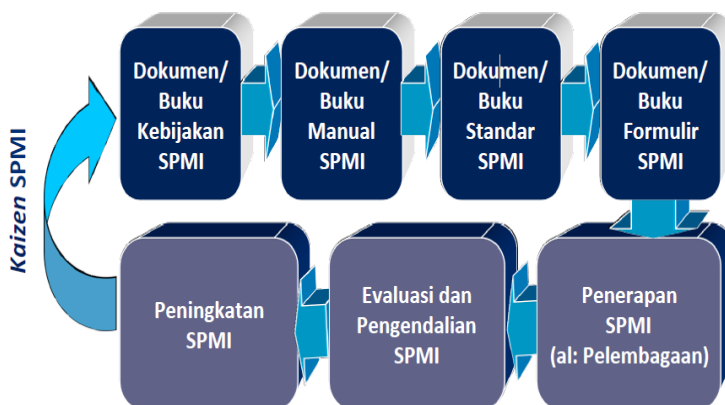 Dokumen/
Buku
Kebijakan
SPMI
Dokumen/
Buku
Manual
SPMI
Dokumen/
Buku
Standar
SPMI
Dokumen/
Buku
Formulir
SPMI
Kaizen SPMI
Peningkatan
SPMI
Evaluasi dan
Pengendalian
SPMI
Penerapan
SPMI
(al: Pelembagaan)